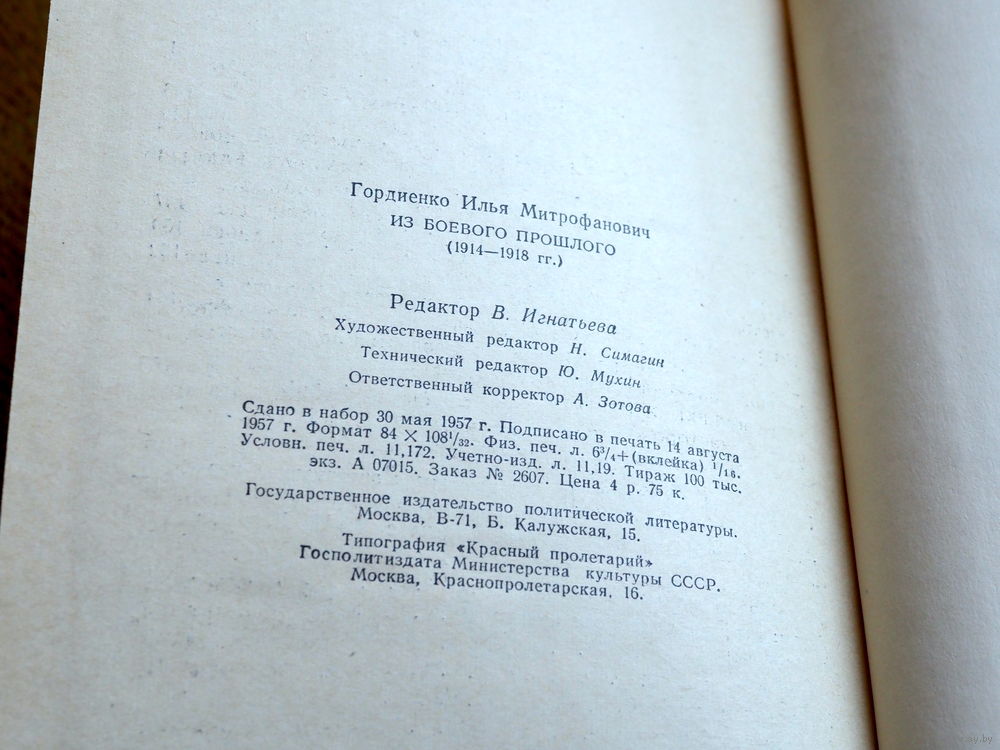 Гордиенко Илья Митрофанович
ИЗ БОЕВОГО ПРОШЛОГО
(1914—1918 гг.)
Редактор В. Игнатьева
Художественный редактор Н. Симагин
Технический редактор Ю. Мухин
Ответственный корректор А. Зотова
Сдано в набор 30 мая 1957 г. Подписано в печать 14 августа
1957 г. Формат 84 × 108¹/₃₂. Физ. печ. л. 6³/₄+(вклейка) ¹/₁₆.
Условн. печ. л. 11,172. Учетно-изд. л. 11,19. Тираж 100 тыс.
экз. А 07015. Заказ № 2607. Цена 4 р. 75 к.
Государственное издательство политической литературы.
Москва, В-71, Б. Калужская, 15.
Типография «Красный пролетарий»
Госполитиздата Министерства культуры СССР.
Москва, Краснопролетарская, 16.